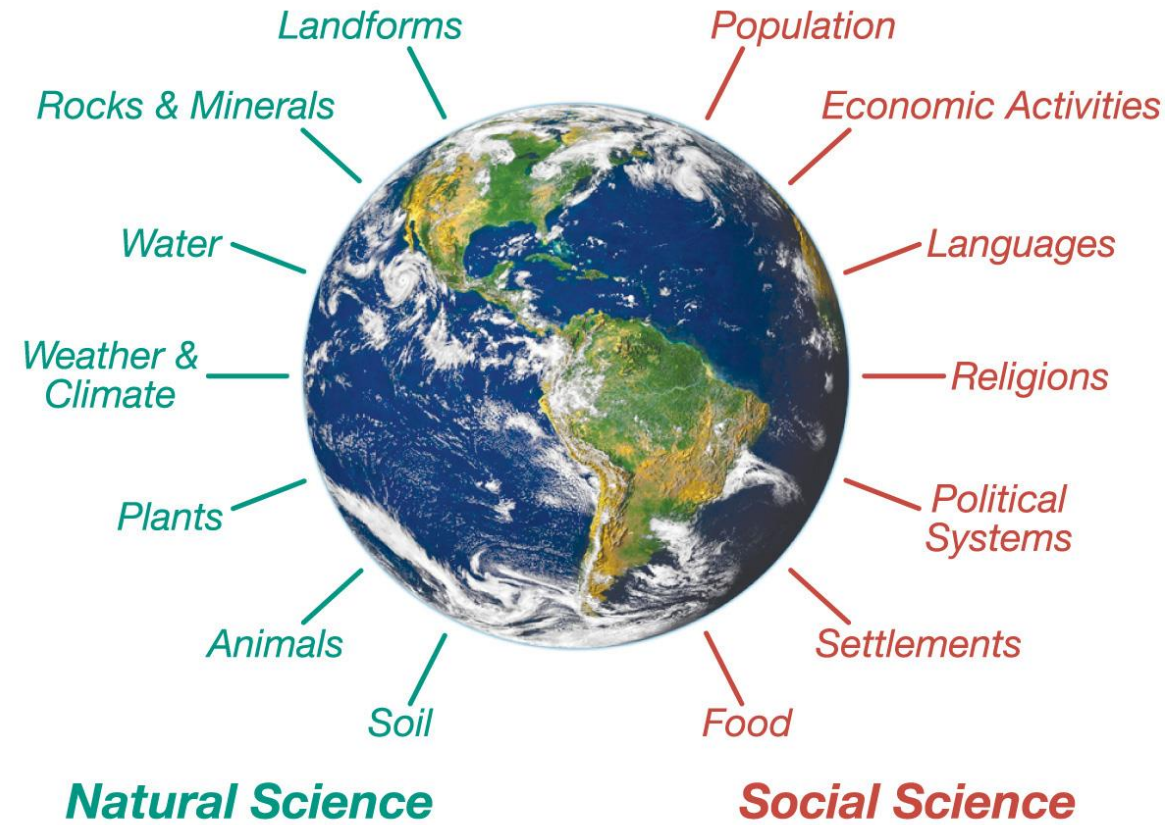 Landforms
Rocks & Minerals
Water
Weather &
Climate
Plants
Animals
Soil
Natural Science
Population
Economic Activities
Languages
Religions
Political
Systems
Settlements
Food
Social Science